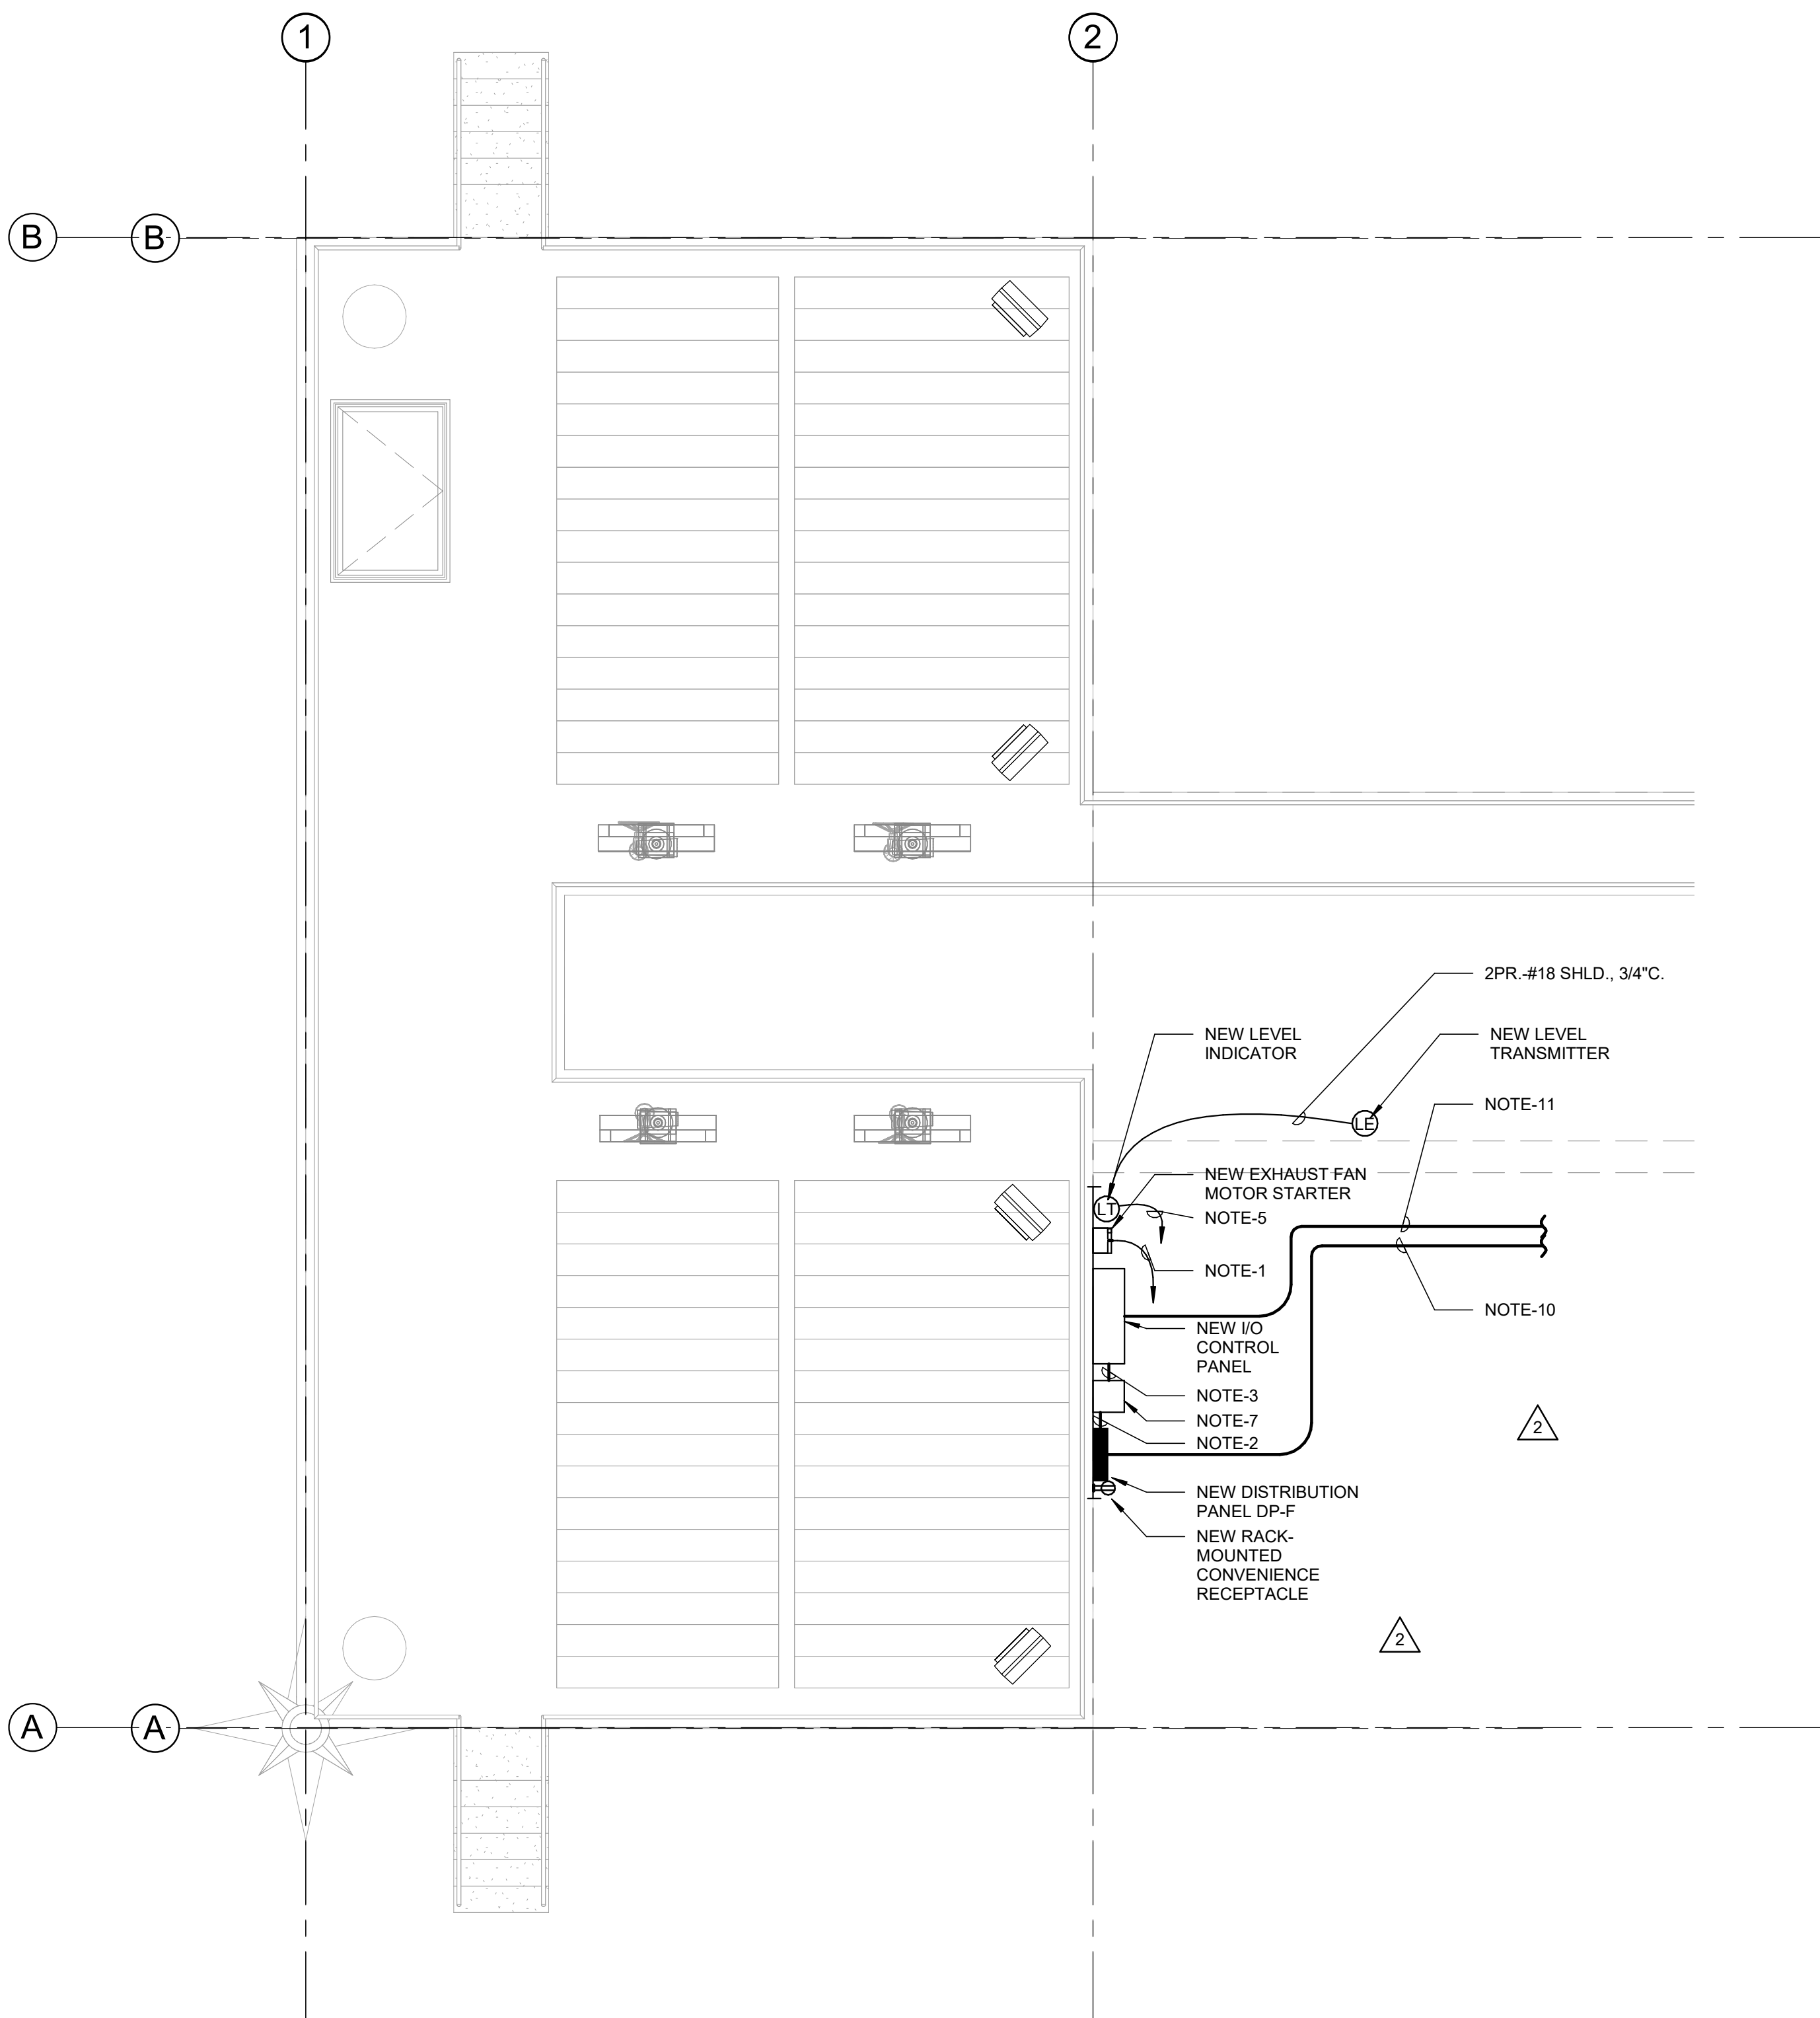 1
2
B
B
2PR.-#18 SHLD., 3/4"C.
NEW LEVEL
INDICATOR
NEW LEVEL
TRANSMITTER
NOTE-11
LE
NEW EXHAUST FAN
MOTOR STARTER
LT
NOTE-5
NOTE-1
NOTE-10
NEW I/O
CONTROL
PANEL
NOTE-3
NOTE-7
2
NOTE-2
NEW DISTRIBUTION
PANEL DP-F
NEW RACK-
MOUNTED
CONVENIENCE
RECEPTACLE
2
A
A